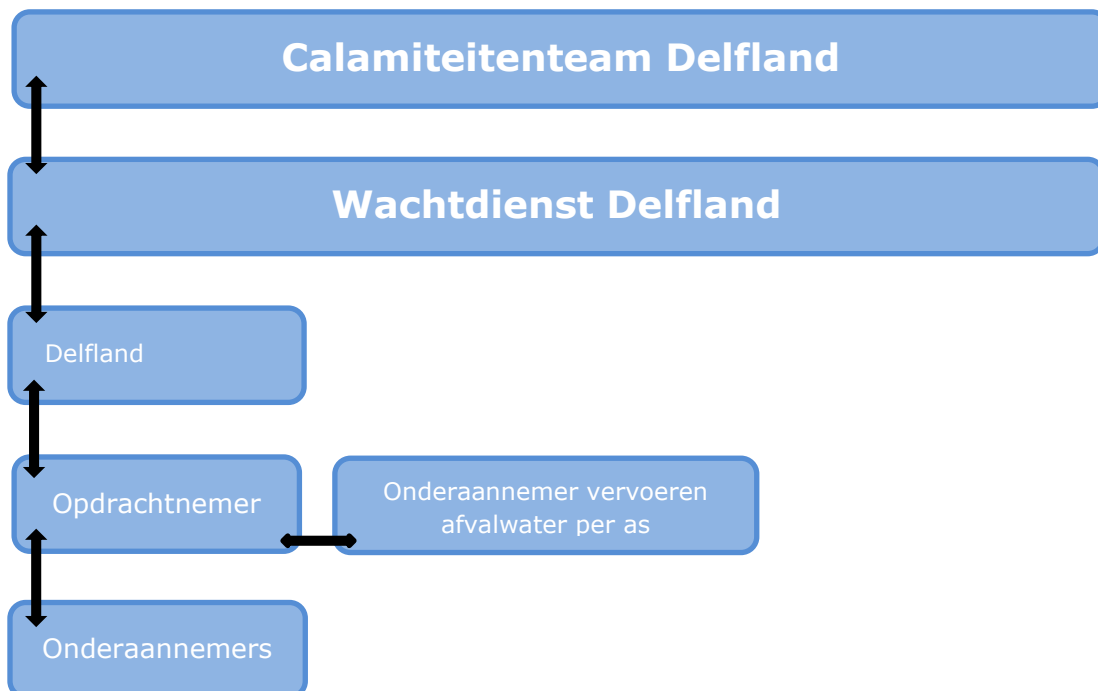 Calamiteitenteam Delfland
Wachtdienst Delfland
Delfland
Opdrachtnemer
Onderaannemer vervoeren
afvalwater per as
Onderaannemers